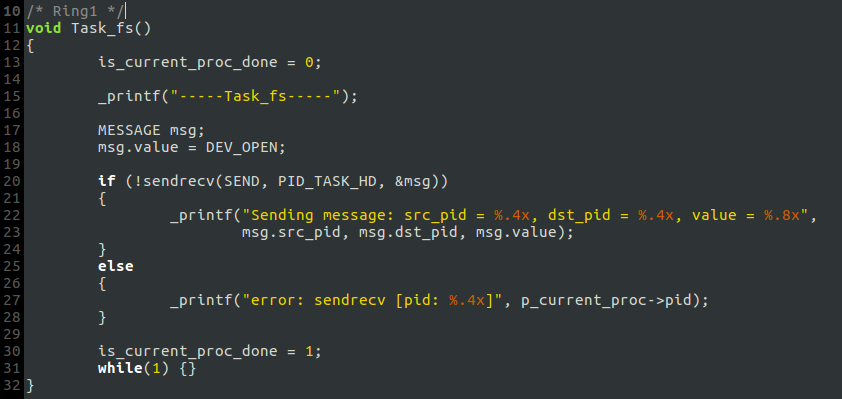 10 /* Ring1 */
11 void Task_fs()
12 {
13         is_current_proc_done = 0;
14
15         _printf("-----Task_fs-----");
16
17         MESSAGE msg;
18         msg.value = DEV_OPEN;
19
20         if (!sendrecv(SEND, PID_TASK_HD, &msg))
21         {
22                 _printf("Sending message: src_pid = %.4x, dst_pid = %.4x, value = %.8x",
23                         msg.src_pid, msg.dst_pid, msg.value);
24         }
25         else
26         {
27                 _printf("error: sendrecv [pid: %.4x]", p_current_proc->pid);
28         }
29
30         is_current_proc_done = 1;
31         while(1) {}
32 }